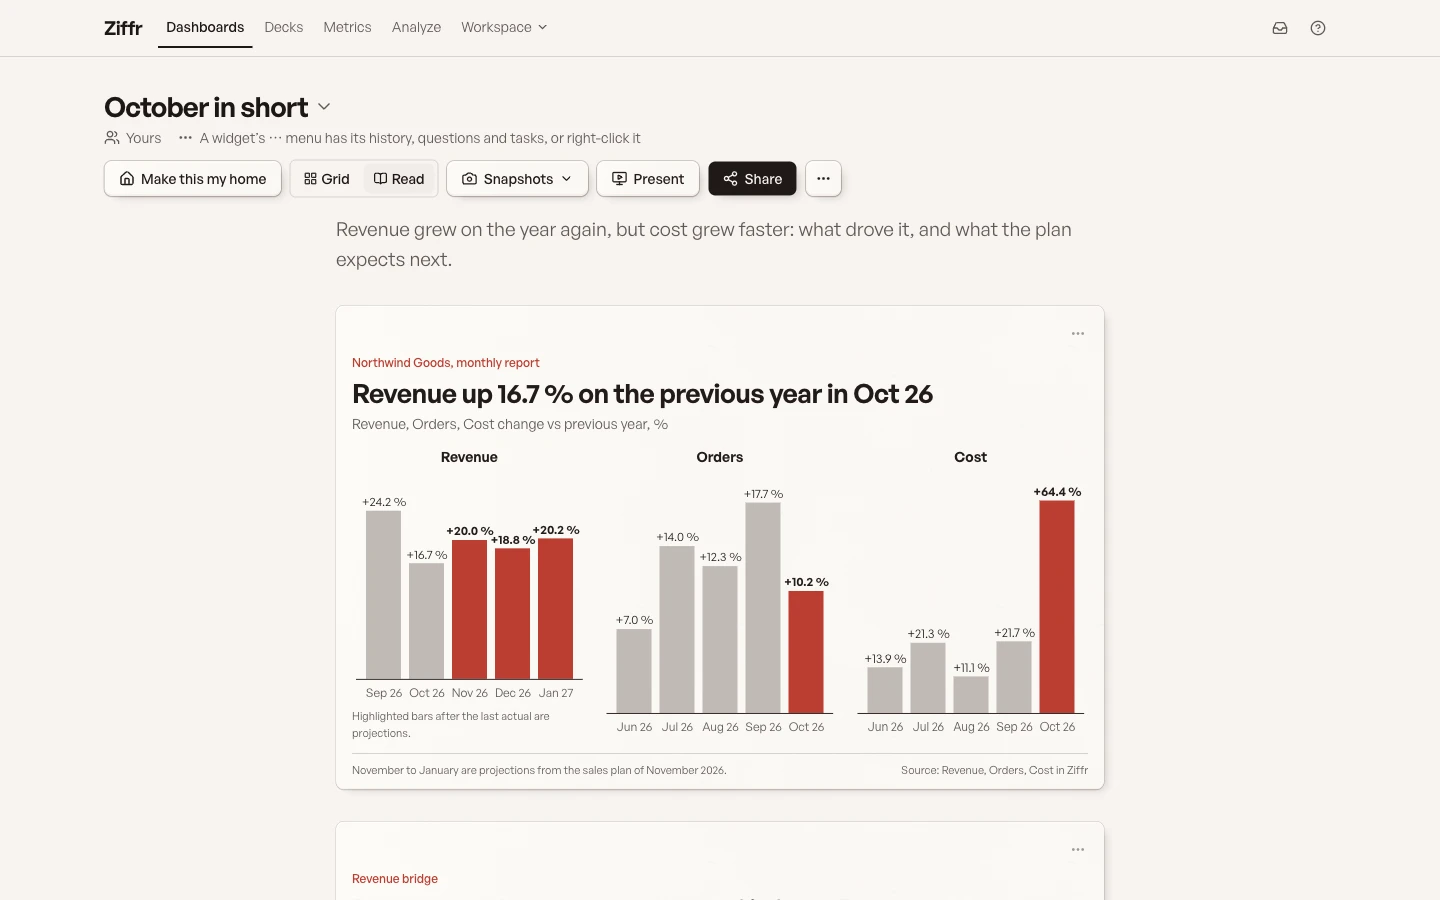 Ziffr
Dashboards
Decks
Metrics
Analyze
Workspace
October in short
Yours
··· A widget's ··· menu has its history, questions and tasks, or right-click it
Make this my home
Grid
Read
Snapshots
Present
Share
Revenue grew on the year again, but cost grew faster: what drove it, and what the plan
expects next.
Northwind Goods, monthly report
Revenue up 16.7 % on the previous year in Oct 26
Revenue, Orders, Cost change vs previous year, %
Revenue
+24.2 %
+16.7 %
+20.0 %
+18.8 %
+20.2 %
Sep 26
Oct 26
Nov 26
Dec 26
Jan 27
Highlighted bars after the last actual are
projections.
Orders
+7.0 %
+14.0 %
+12.3 %
+17.7 %
+10.2 %
Jun 26
Jul 26
Aug 26
Sep 26
Oct 26
Cost
+13.9 %
+21.3 %
+11.1 %
+21.7 %
+64.4 %
Jun 26
Jul 26
Aug 26
Sep 26
Oct 26
November to January are projections from the sales plan of November 2026.
Source: Revenue, Orders, Cost in Ziffr
Revenue bridge